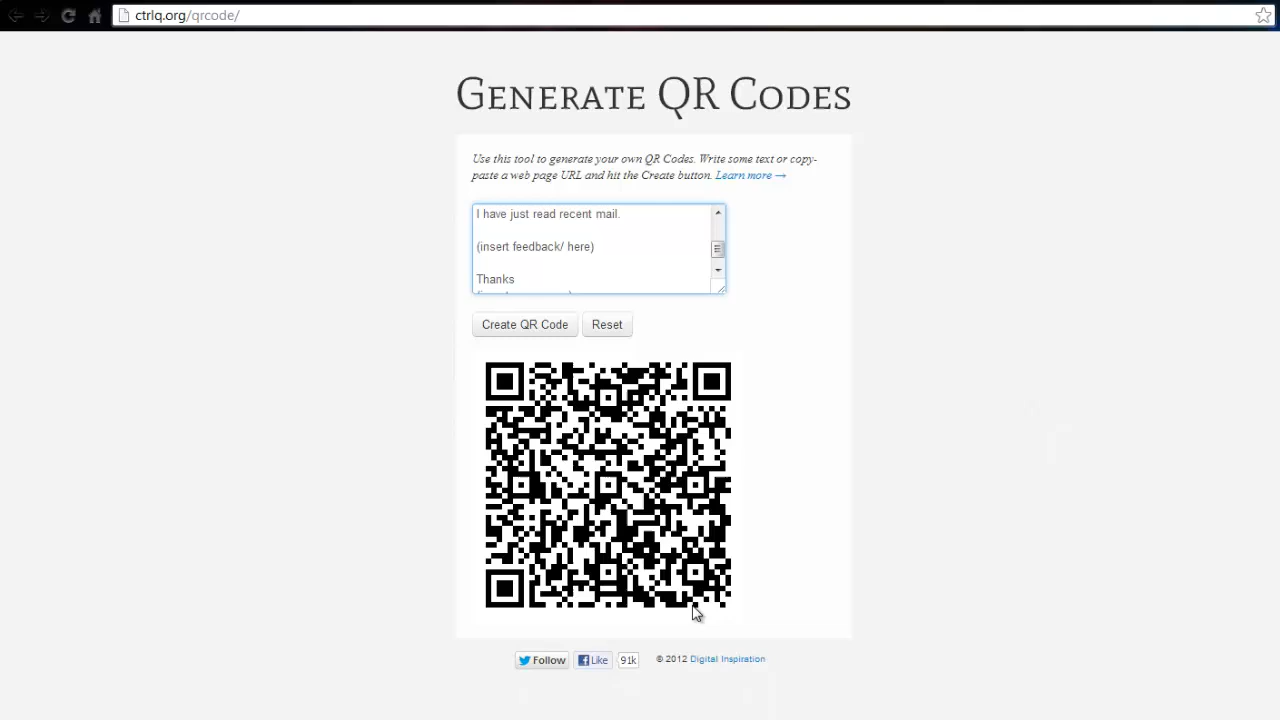 ctrlq.org/qrcode/
Generate QR Codes
Use this tool to generate your own QR Codes. Write some text or copy-
paste a web page URL and hit the Create button. Learn more →
I have just read recent mail.
(insert feedback/ here)
Thanks
Create QR Code Reset
Follow Like 91k © 2012 Digital Inspiration